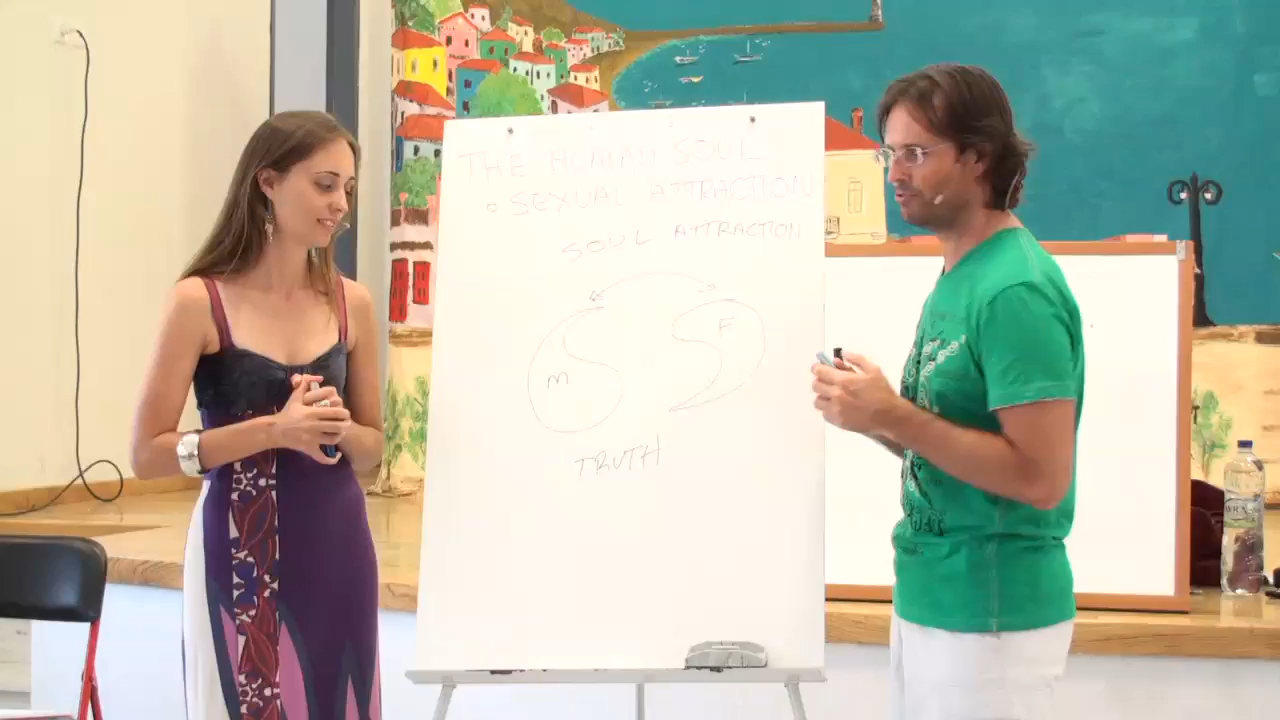 THE HUMAN SOUL
o SEXUAL ATTRACTION
SOUL ATTRACTION
M
F
TRUTH